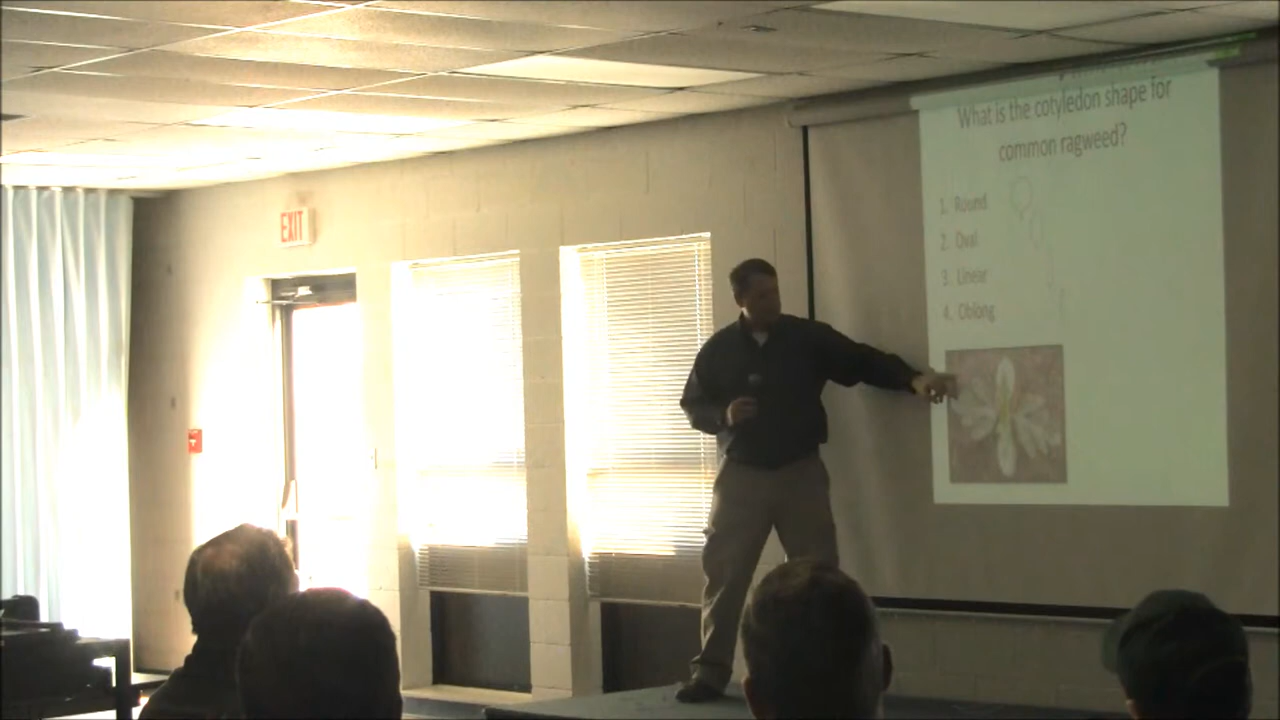 EXIT
What is the cotyledon shape for
common ragweed?
1. Round
2. Oval
3. Linear
4. Oblong